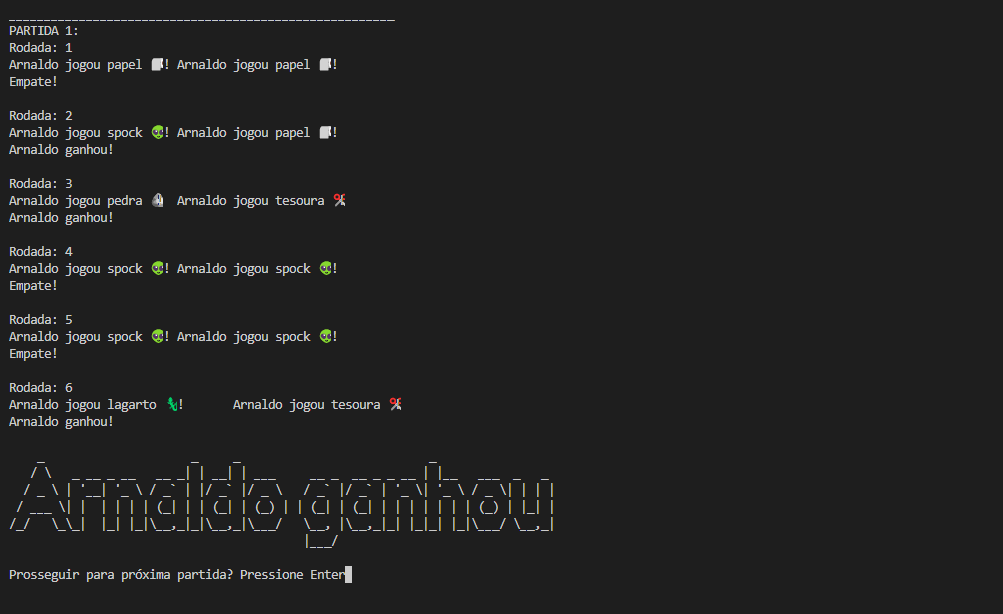 PARTIDA 1:
Rodada: 1
Arnaldo jogou papel! Arnaldo jogou papel!
Empate!
Rodada: 2
Arnaldo jogou spock 👽! Arnaldo jogou papel!
Arnaldo ganhou!
Rodada: 3
Arnaldo jogou pedra Arnaldo jogou tesoura
Arnaldo ganhou!
Rodada: 4
Arnaldo jogou spock 👽! Arnaldo jogou spock 👽!
Empate!
Rodada: 5
Arnaldo jogou spock 👽! Arnaldo jogou spock 👽!
Empate!
Rodada: 6
Arnaldo jogou lagarto 🦎! Arnaldo jogou tesoura
Arnaldo ganhou!
Arnaldo ganhou
Prosseguir para próxima partida? Pressione Enter